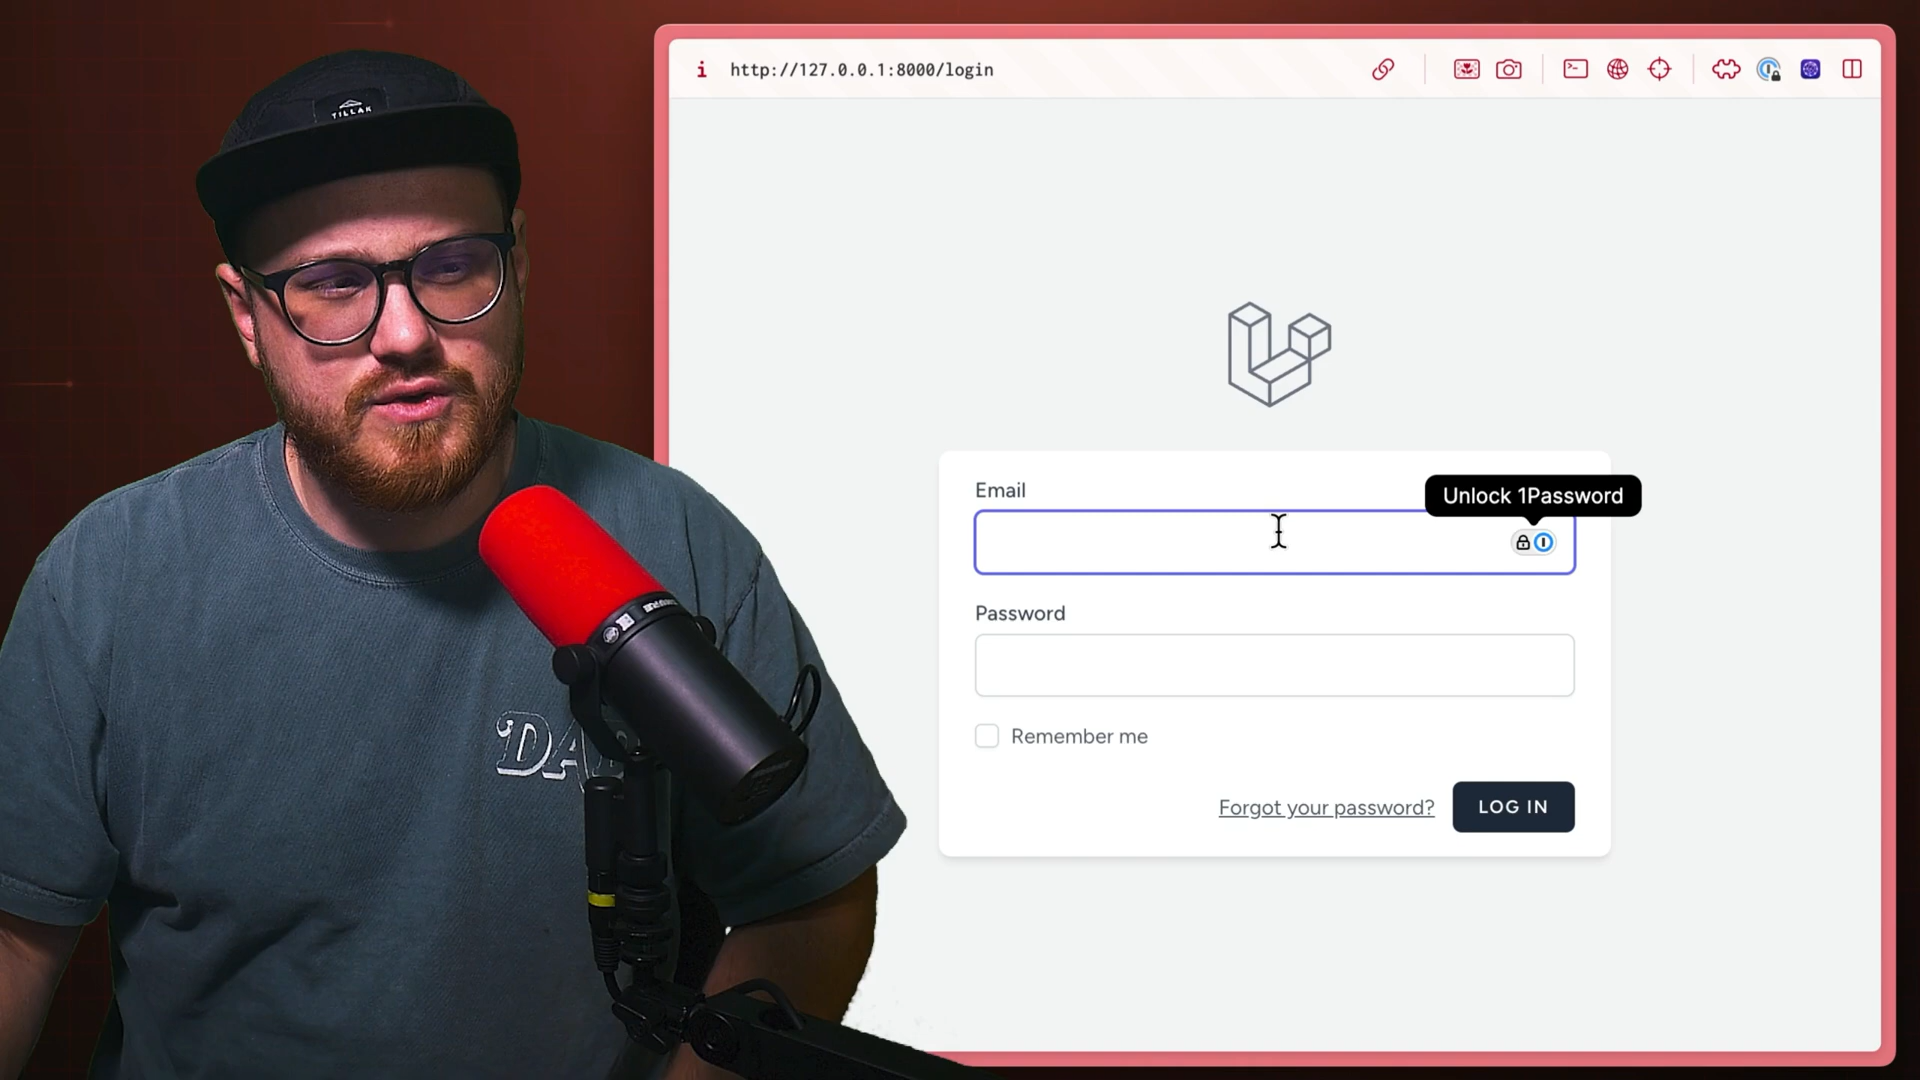 TILLAK
i http://127.0.0.1:8000/login
Email
Unlock 1Password
Password
Remember me
Forgot your password?
LOG IN